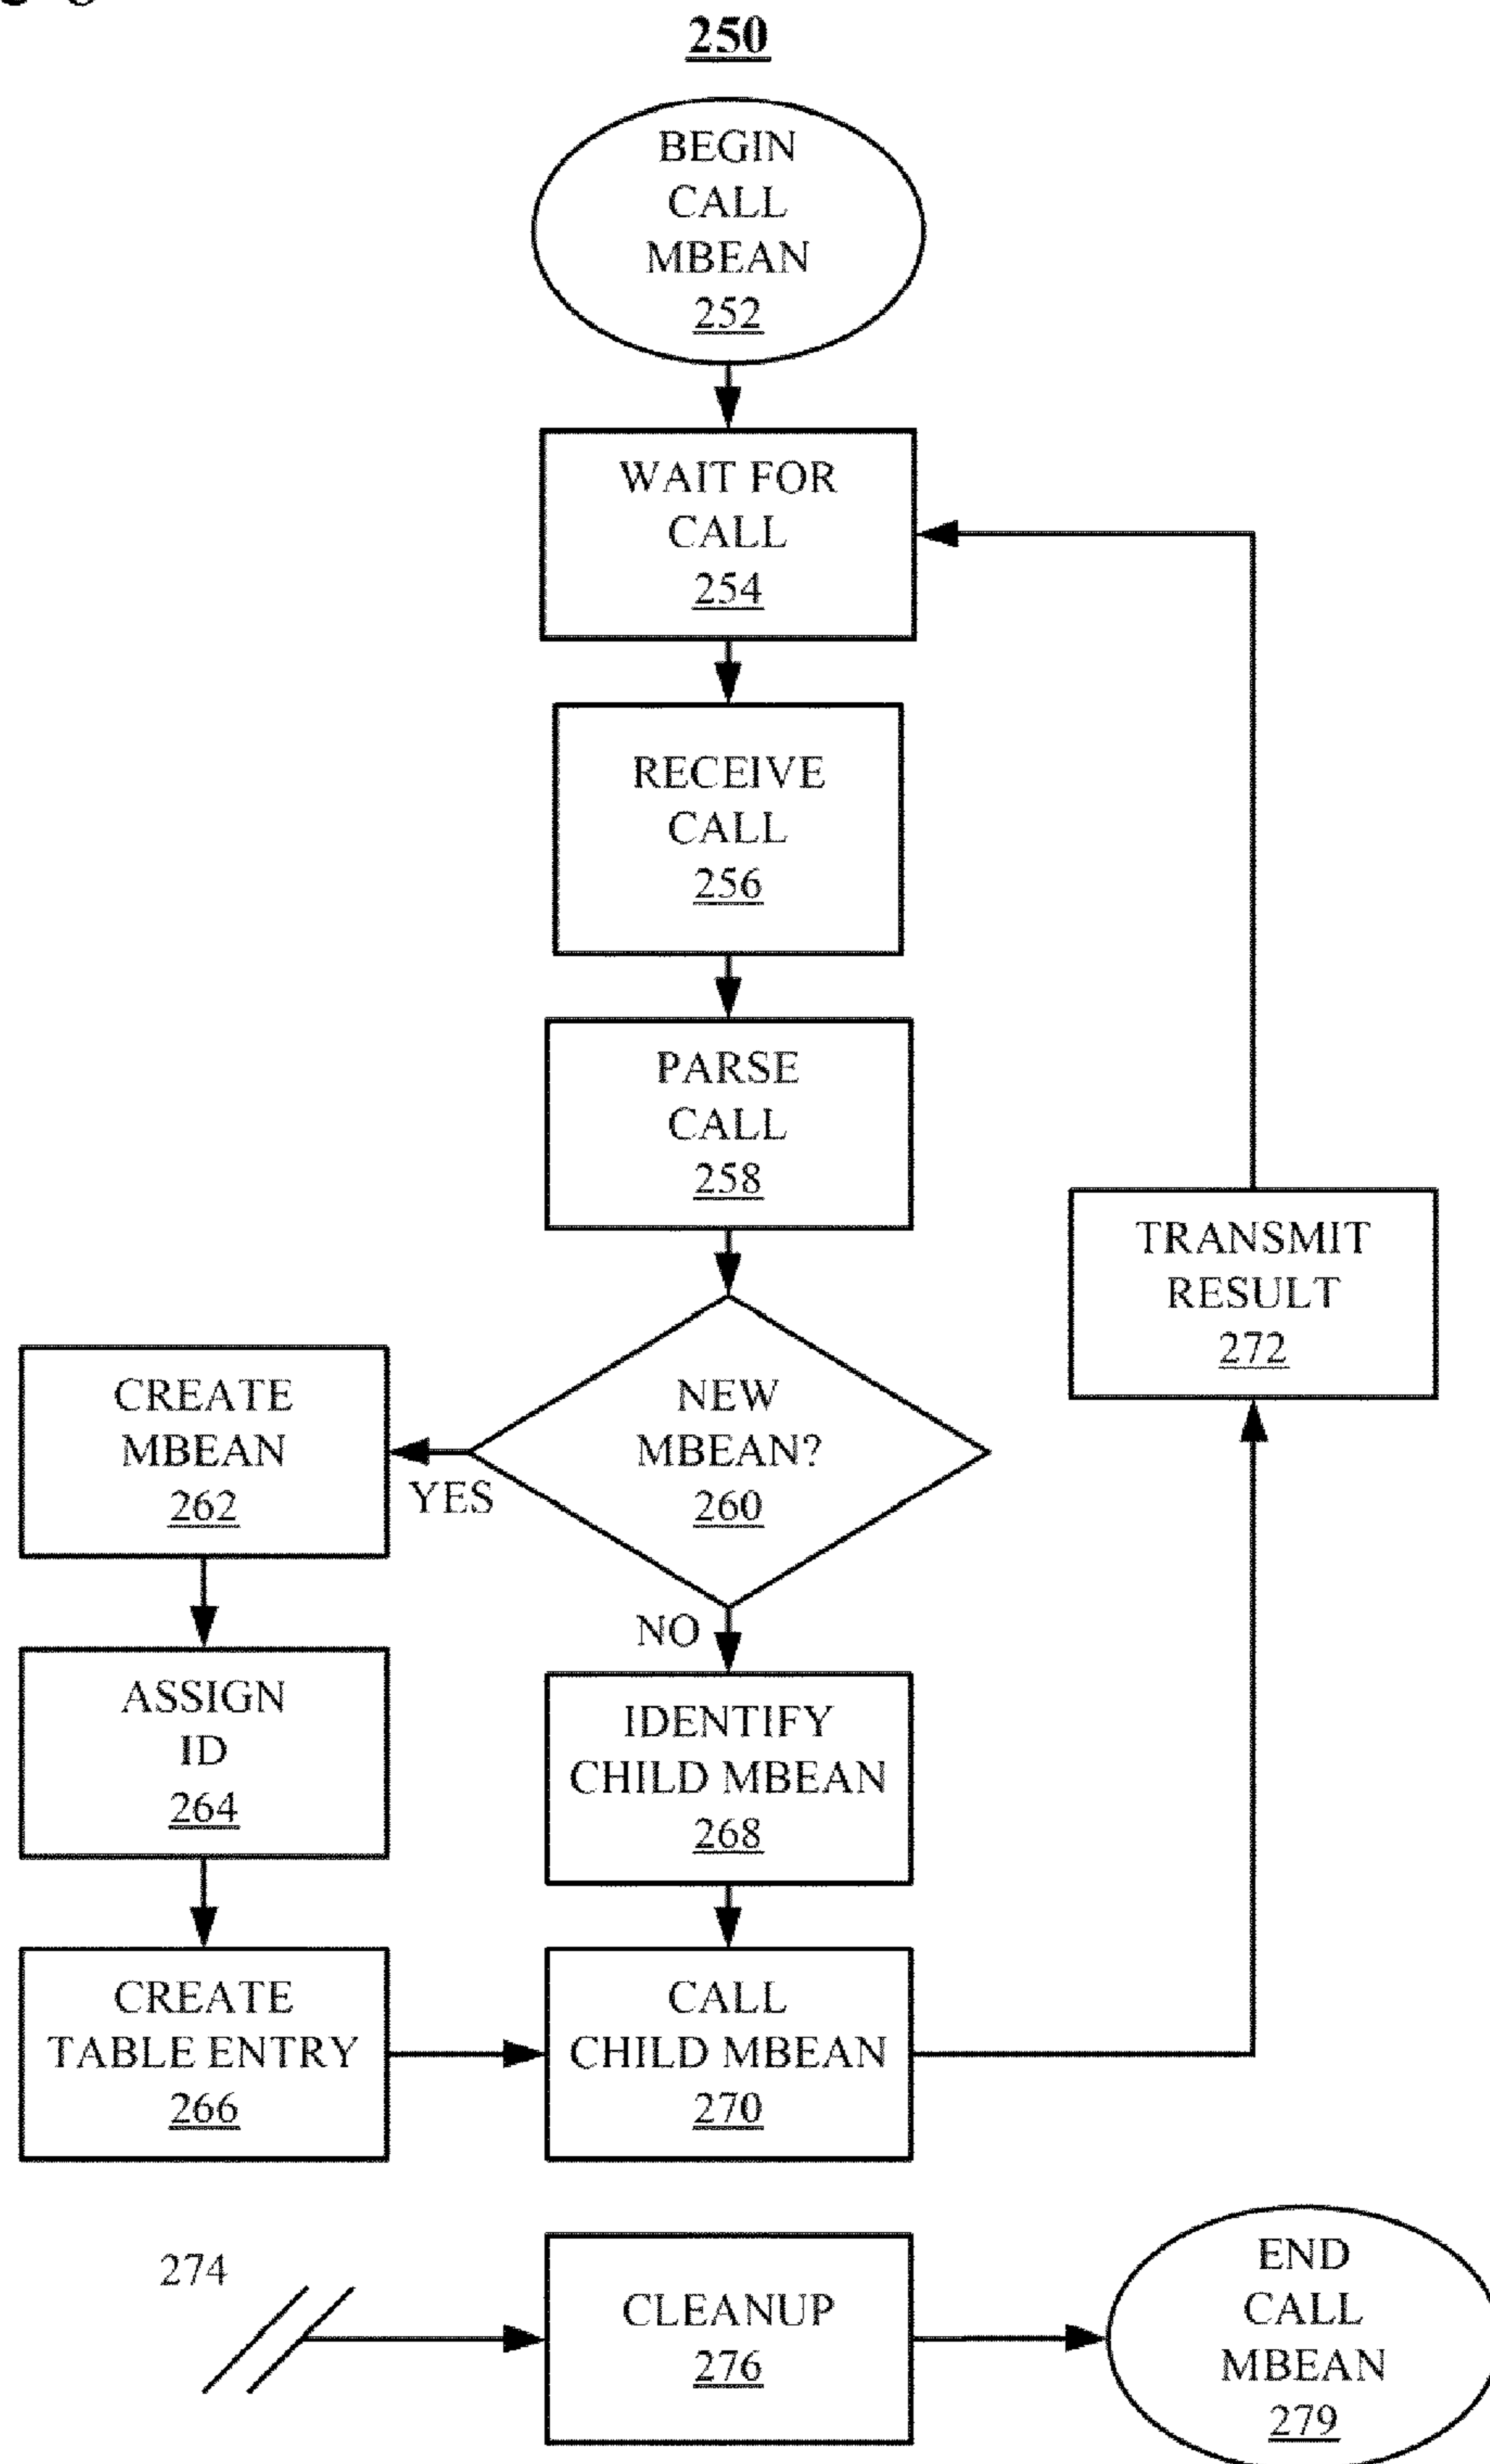 250
BEGIN
CALL
MBEAN
252
WAIT FOR
CALL
254
RECEIVE
CALL
256
PARSE
CALL
258
TRANSMIT
RESULT
272
NEW
MBEAN?
260
YES
NO
CREATE
MBEAN
262
ASSIGN
ID
264
CREATE
TABLE ENTRY
266
IDENTIFY
CHILD MBEAN
268
CALL
CHILD MBEAN
270
274
CLEANUP
276
END
CALL
MBEAN
279